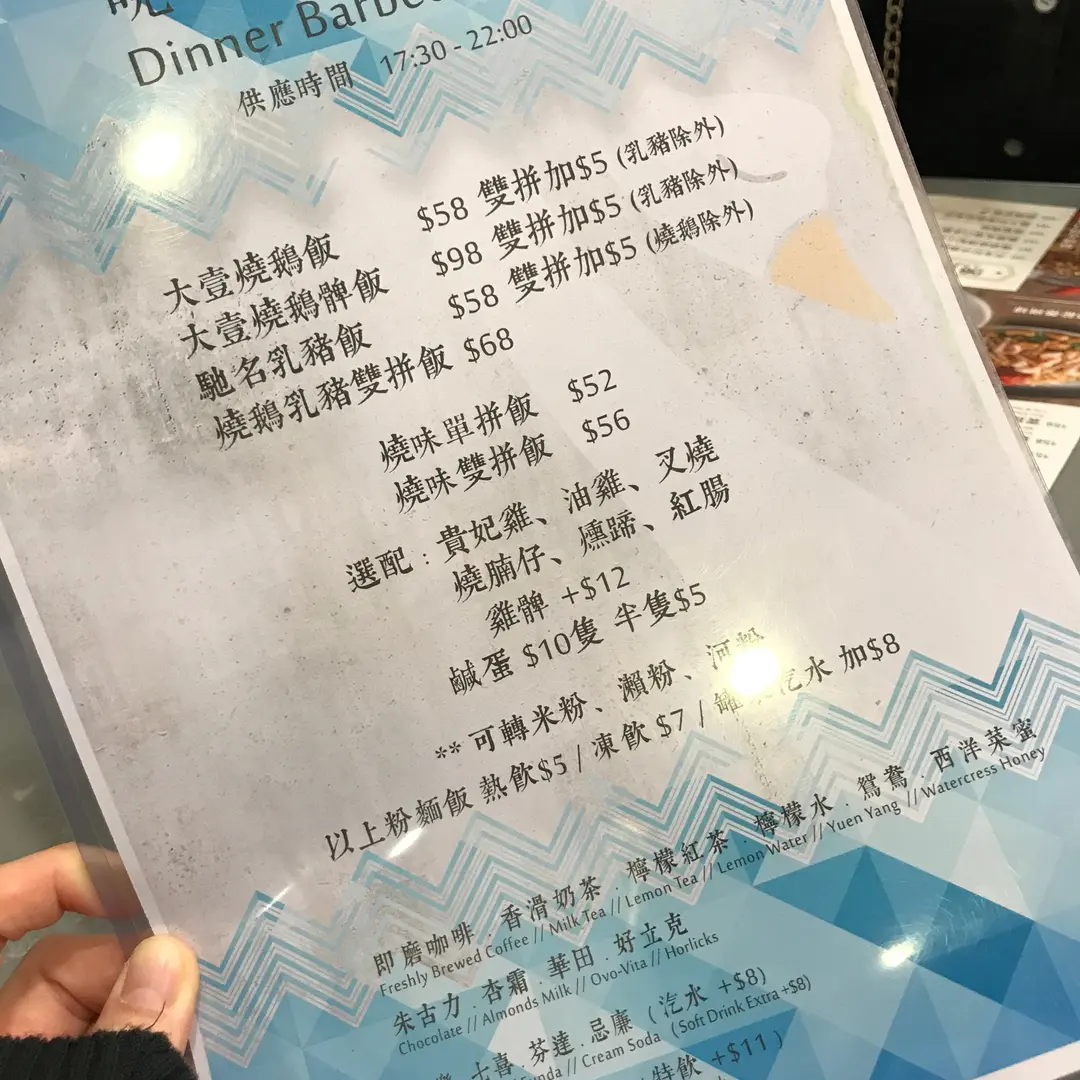 晚
Dinner Barbec
供應時間 17:30 - 22:00
大壹燒鵝飯 $58 雙拼加$5 (乳豬除外)
大壹燒鵝髀飯 $98 雙拼加$5 (乳豬除外)
馳名乳豬飯 $58 雙拼加$5 (燒鵝除外)
燒鵝乳豬雙拼飯 $68
燒味單拼飯 $52
燒味雙拼飯 $56
選配：貴妃雞、油雞、叉燒
燒腩仔、燻蹄、紅腸
雞髀 +$12
鹹蛋 $10隻 半隻$5
** 可轉米粉、瀨粉、河粉
以上粉麵飯 熱飲$5 / 凍飲 $7 / 罐 汽水 加$8
即磨咖啡．香滑奶茶．檸檬紅茶．檸檬水．鴛鴦．西洋菜蜜
Freshly Brewed Coffee // Milk Tea // Lemon Tea // Lemon Water // Yuen Yang // Watercress Honey
朱古力．杏霜．華田．好立克
Chocolate // Almonds Milk // Ovo-Vita // Horlicks
七喜．芬達．忌廉 (汽水 +$8)
// Cream Soda (Soft Drink Extra +$8)
特飲 +$11 )